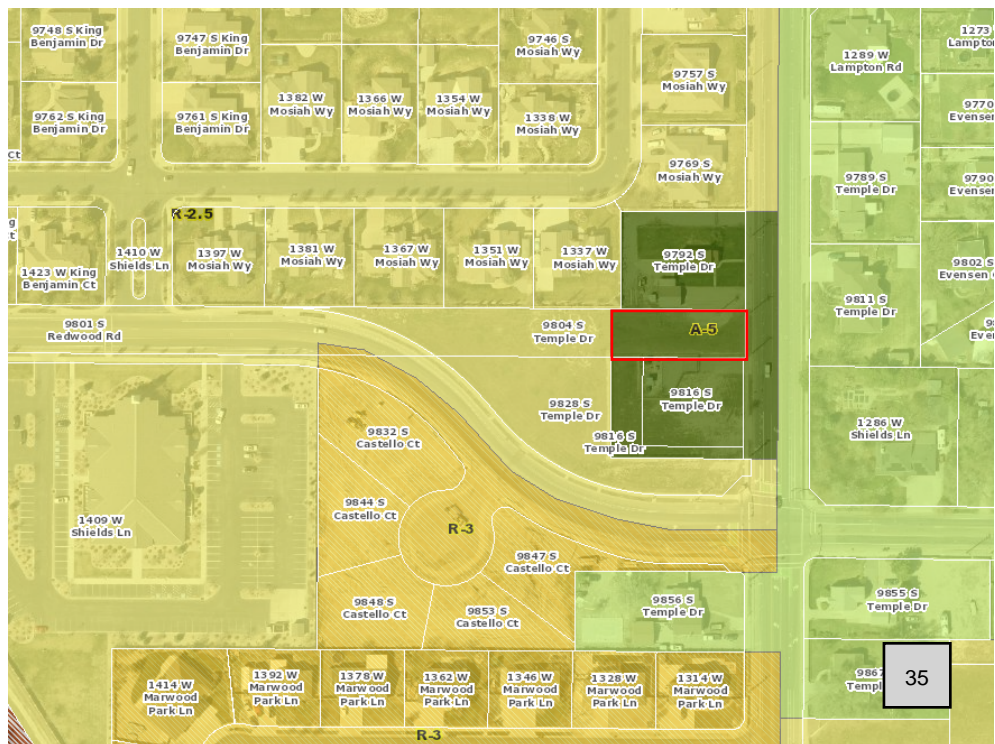 9748 S King
Benjamin Dr
9747 S King
Benjamin Dr
9746 S
Mosiah Wy
9757 S
Mosiah Wy
1289 W
Lampton Rd
1273
Lampto
9762 S King
Benjamin Dr
9761 S King
Benjamin Dr
1382 W
Mosiah Wy
1366 W
Mosiah Wy
1354 W
Mosiah Wy
1338 W
Mosiah Wy
9770
Evensen
Ct
9769 S
Mosiah Wy
9789 S
Temple Dr
9790
Evensen
R-2.5
g
t
1423 W King
Benjamin Ct
1410 W
Shields Ln
1397 W
Mosiah Wy
1381 W
Mosiah Wy
1367 W
Mosiah Wy
1351 W
Mosiah Wy
1337 W
Mosiah Wy
9792 S
Temple Dr
9802 S
Evensen C
9811 S
Temple Dr
9801 S
Redwood Rd
9804 S
Temple Dr
A-5
Even
9828 S
Temple Dr
9816 S
Temple Dr
9816 S
Temple Dr
1286 W
Shields Ln
9832 S
Castello Ct
9844 S
Castello Ct
1409 W
Shields Ln
R-3
9847 S
Castello Ct
9848 S
Castello Ct
9853 S
Castello Ct
9856 S
Temple Dr
9855 S
Temple Dr
9867
Templ
35
1414 W
Marwood
Park Ln
1392 W
Marwood
Park Ln
1378 W
Marwood
Park Ln
1362 W
Marwood
Park Ln
1346 W
Marwood
Park Ln
1328 W
Marwood
Park Ln
1314 W
Marwood
Park Ln
R-3